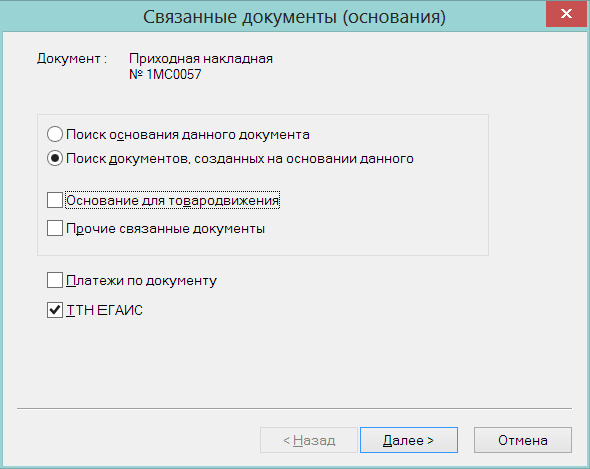 Связанные документы (основания)
Документ : Приходная накладная
№ 1МС0057
Поиск основания данного документа
Поиск документов, созданных на основании данного
Основание для товародвижения
Прочие связанные документы
Платежи по документу
ТТН ЕГАИС
< Назад Далее > Отмена